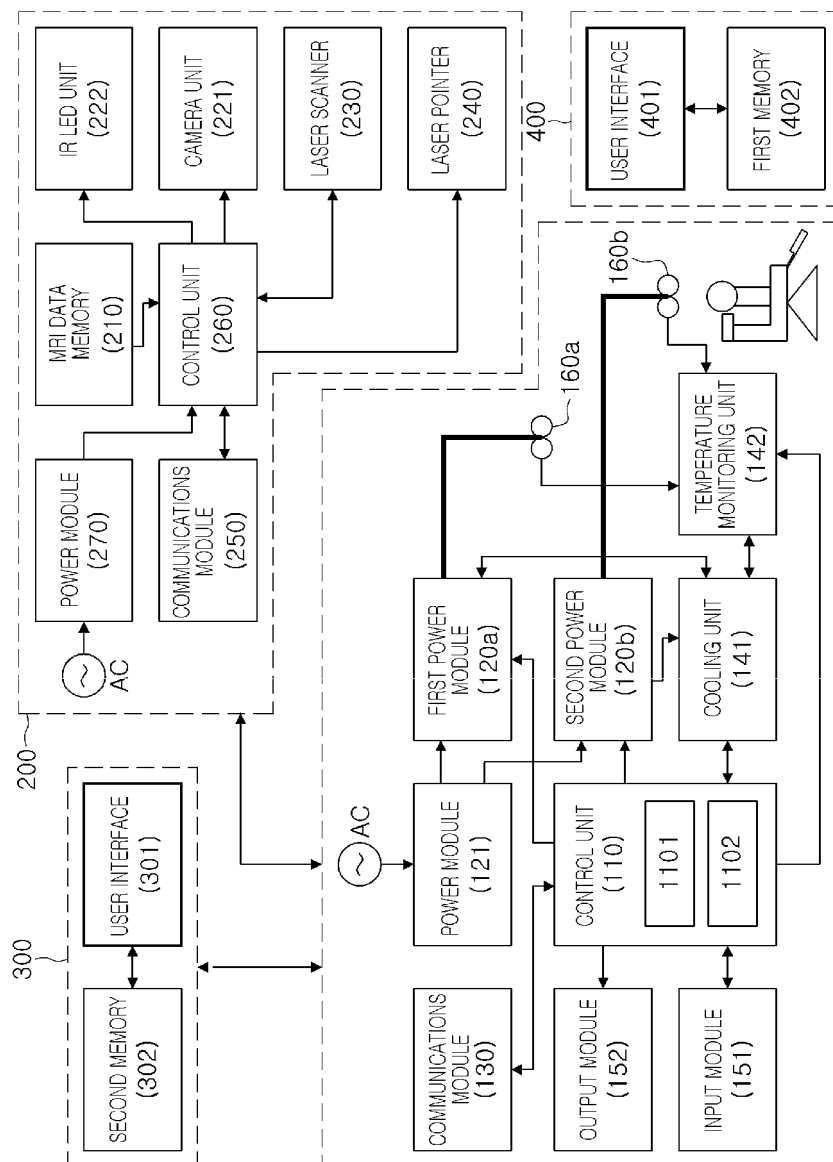 200
AC
POWER MODULE
(270)
COMMUNICATIONS
MODULE
(250)
MRI DATA
MEMORY
(210)
CONTROL UNIT
(260)
IR LED UNIT
(222)
CAMERA UNIT
(221)
LASER SCANNER
(230)
LASER POINTER
(240)
300
SECOND MEMORY
(302)
USER INTERFACE
(301)
400
USER INTERFACE
(401)
FIRST MEMORY
(402)
AC
COMMUNICATIONS
MODULE
(130)
POWER MODULE
(121)
FIRST POWER
MODULE
(120a)
160a
160b
OUTPUT MODULE
(152)
CONTROL UNIT
(110)
1101
1102
SECOND POWER
MODULE
(120b)
INPUT MODULE
(151)
COOLING UNIT
(141)
TEMPERATURE
MONITORING UNIT
(142)